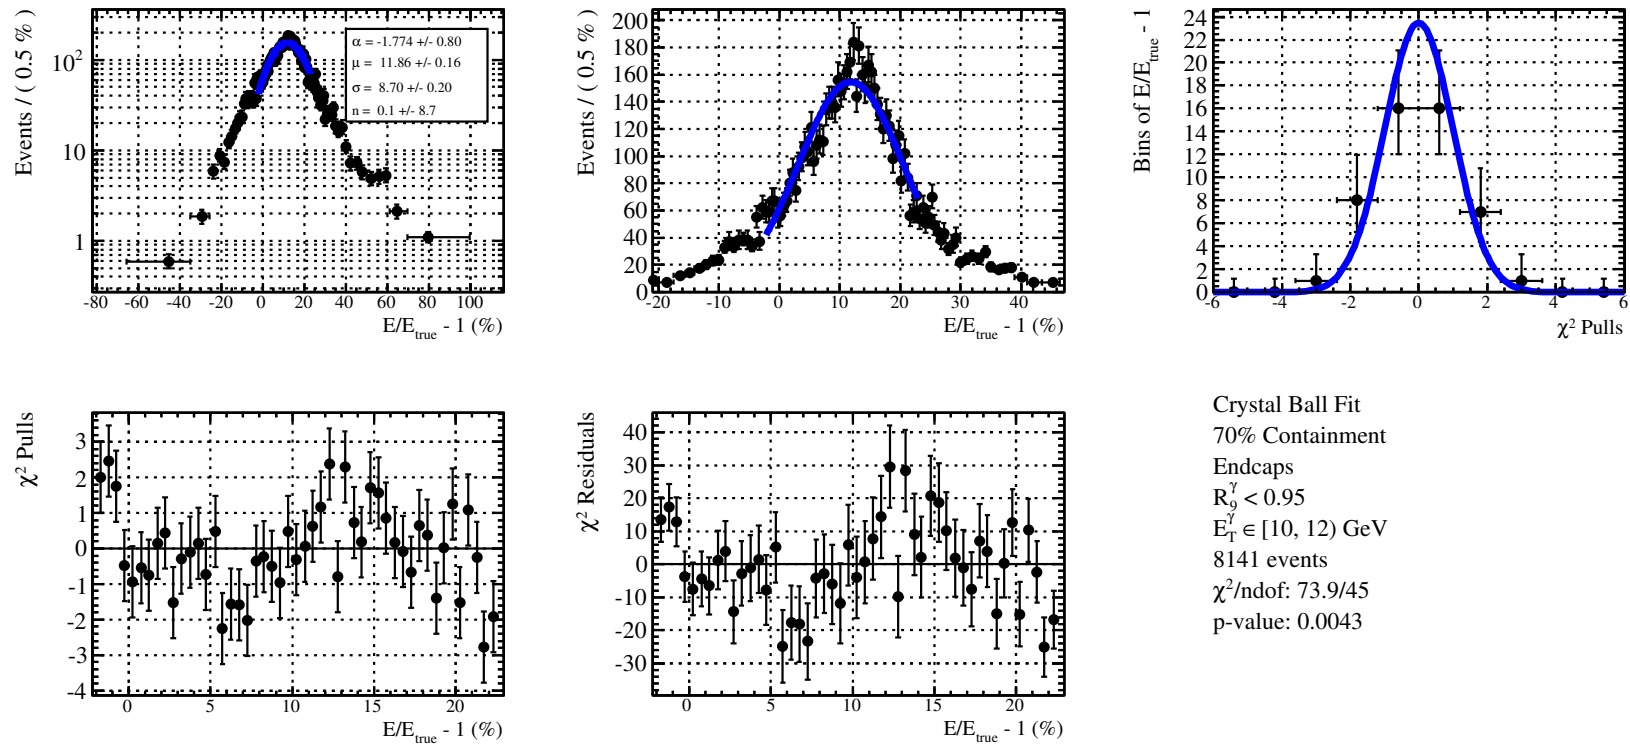 Events / ( 0.5 %)
10²
10
1
-80 -60 -40 -20 0 20 40 60 80 100
E/E_true - 1 (%)
α = -1.774 +/- 0.80
μ = 11.86 +/- 0.16
σ = 8.70 +/- 0.20
n = 0.1 +/- 8.7
Events / ( 0.5 %)
200
180
160
140
120
100
80
60
40
20
0
-20 -10 0 10 20 30 40
E/E_true - 1 (%)
Bins of E/E_true - 1
24
22
20
18
16
14
12
10
8
6
4
2
0
-6 -4 -2 0 2 4 6
χ² Pulls
χ² Pulls
3
2
1
0
-1
-2
-3
-4
0 5 10 15 20
E/E_true - 1 (%)
χ² Residuals
40
30
20
10
0
-10
-20
-30
0 5 10 15 20
E/E_true - 1 (%)
Crystal Ball Fit
70% Containment
Endcaps
R₉^γ < 0.95
E_T^γ ∈ [10, 12) GeV
8141 events
χ²/ndof: 73.9/45
p-value: 0.0043